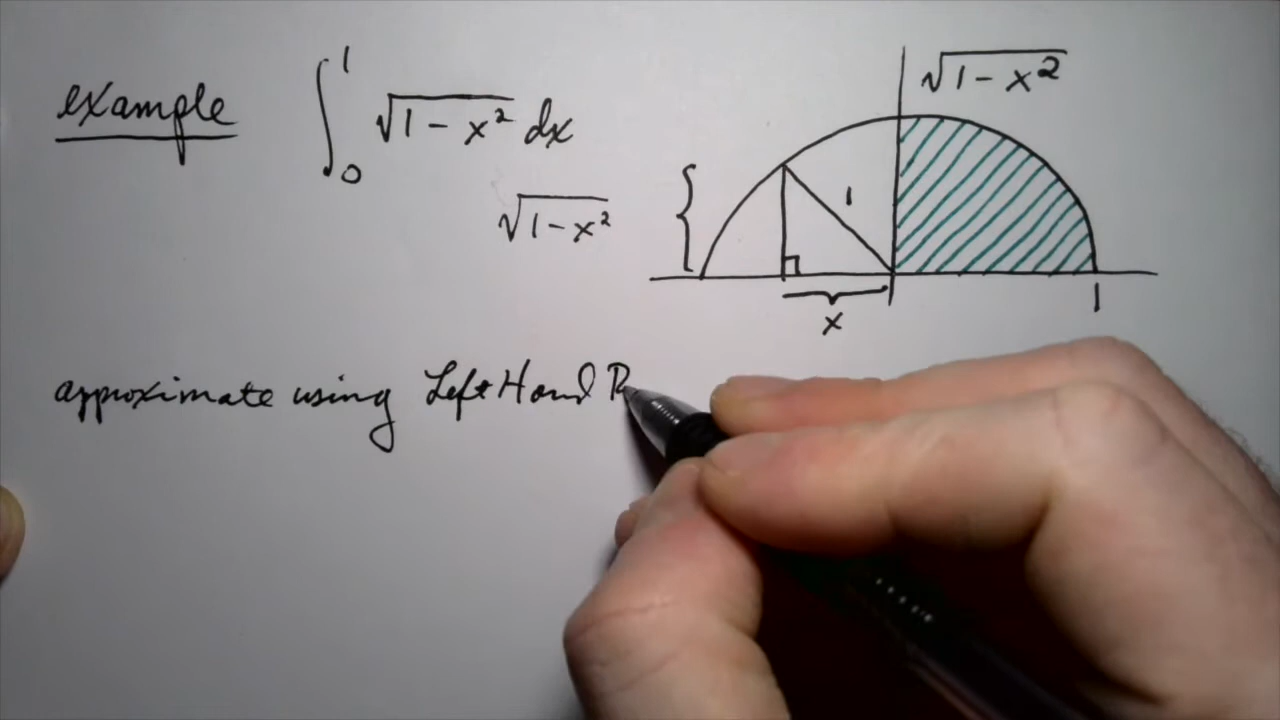 example ∫₀¹ √(1 - x²) dx
√(1 - x²)
√(1 - x²)
1
x
1
approximate using Left Hand R